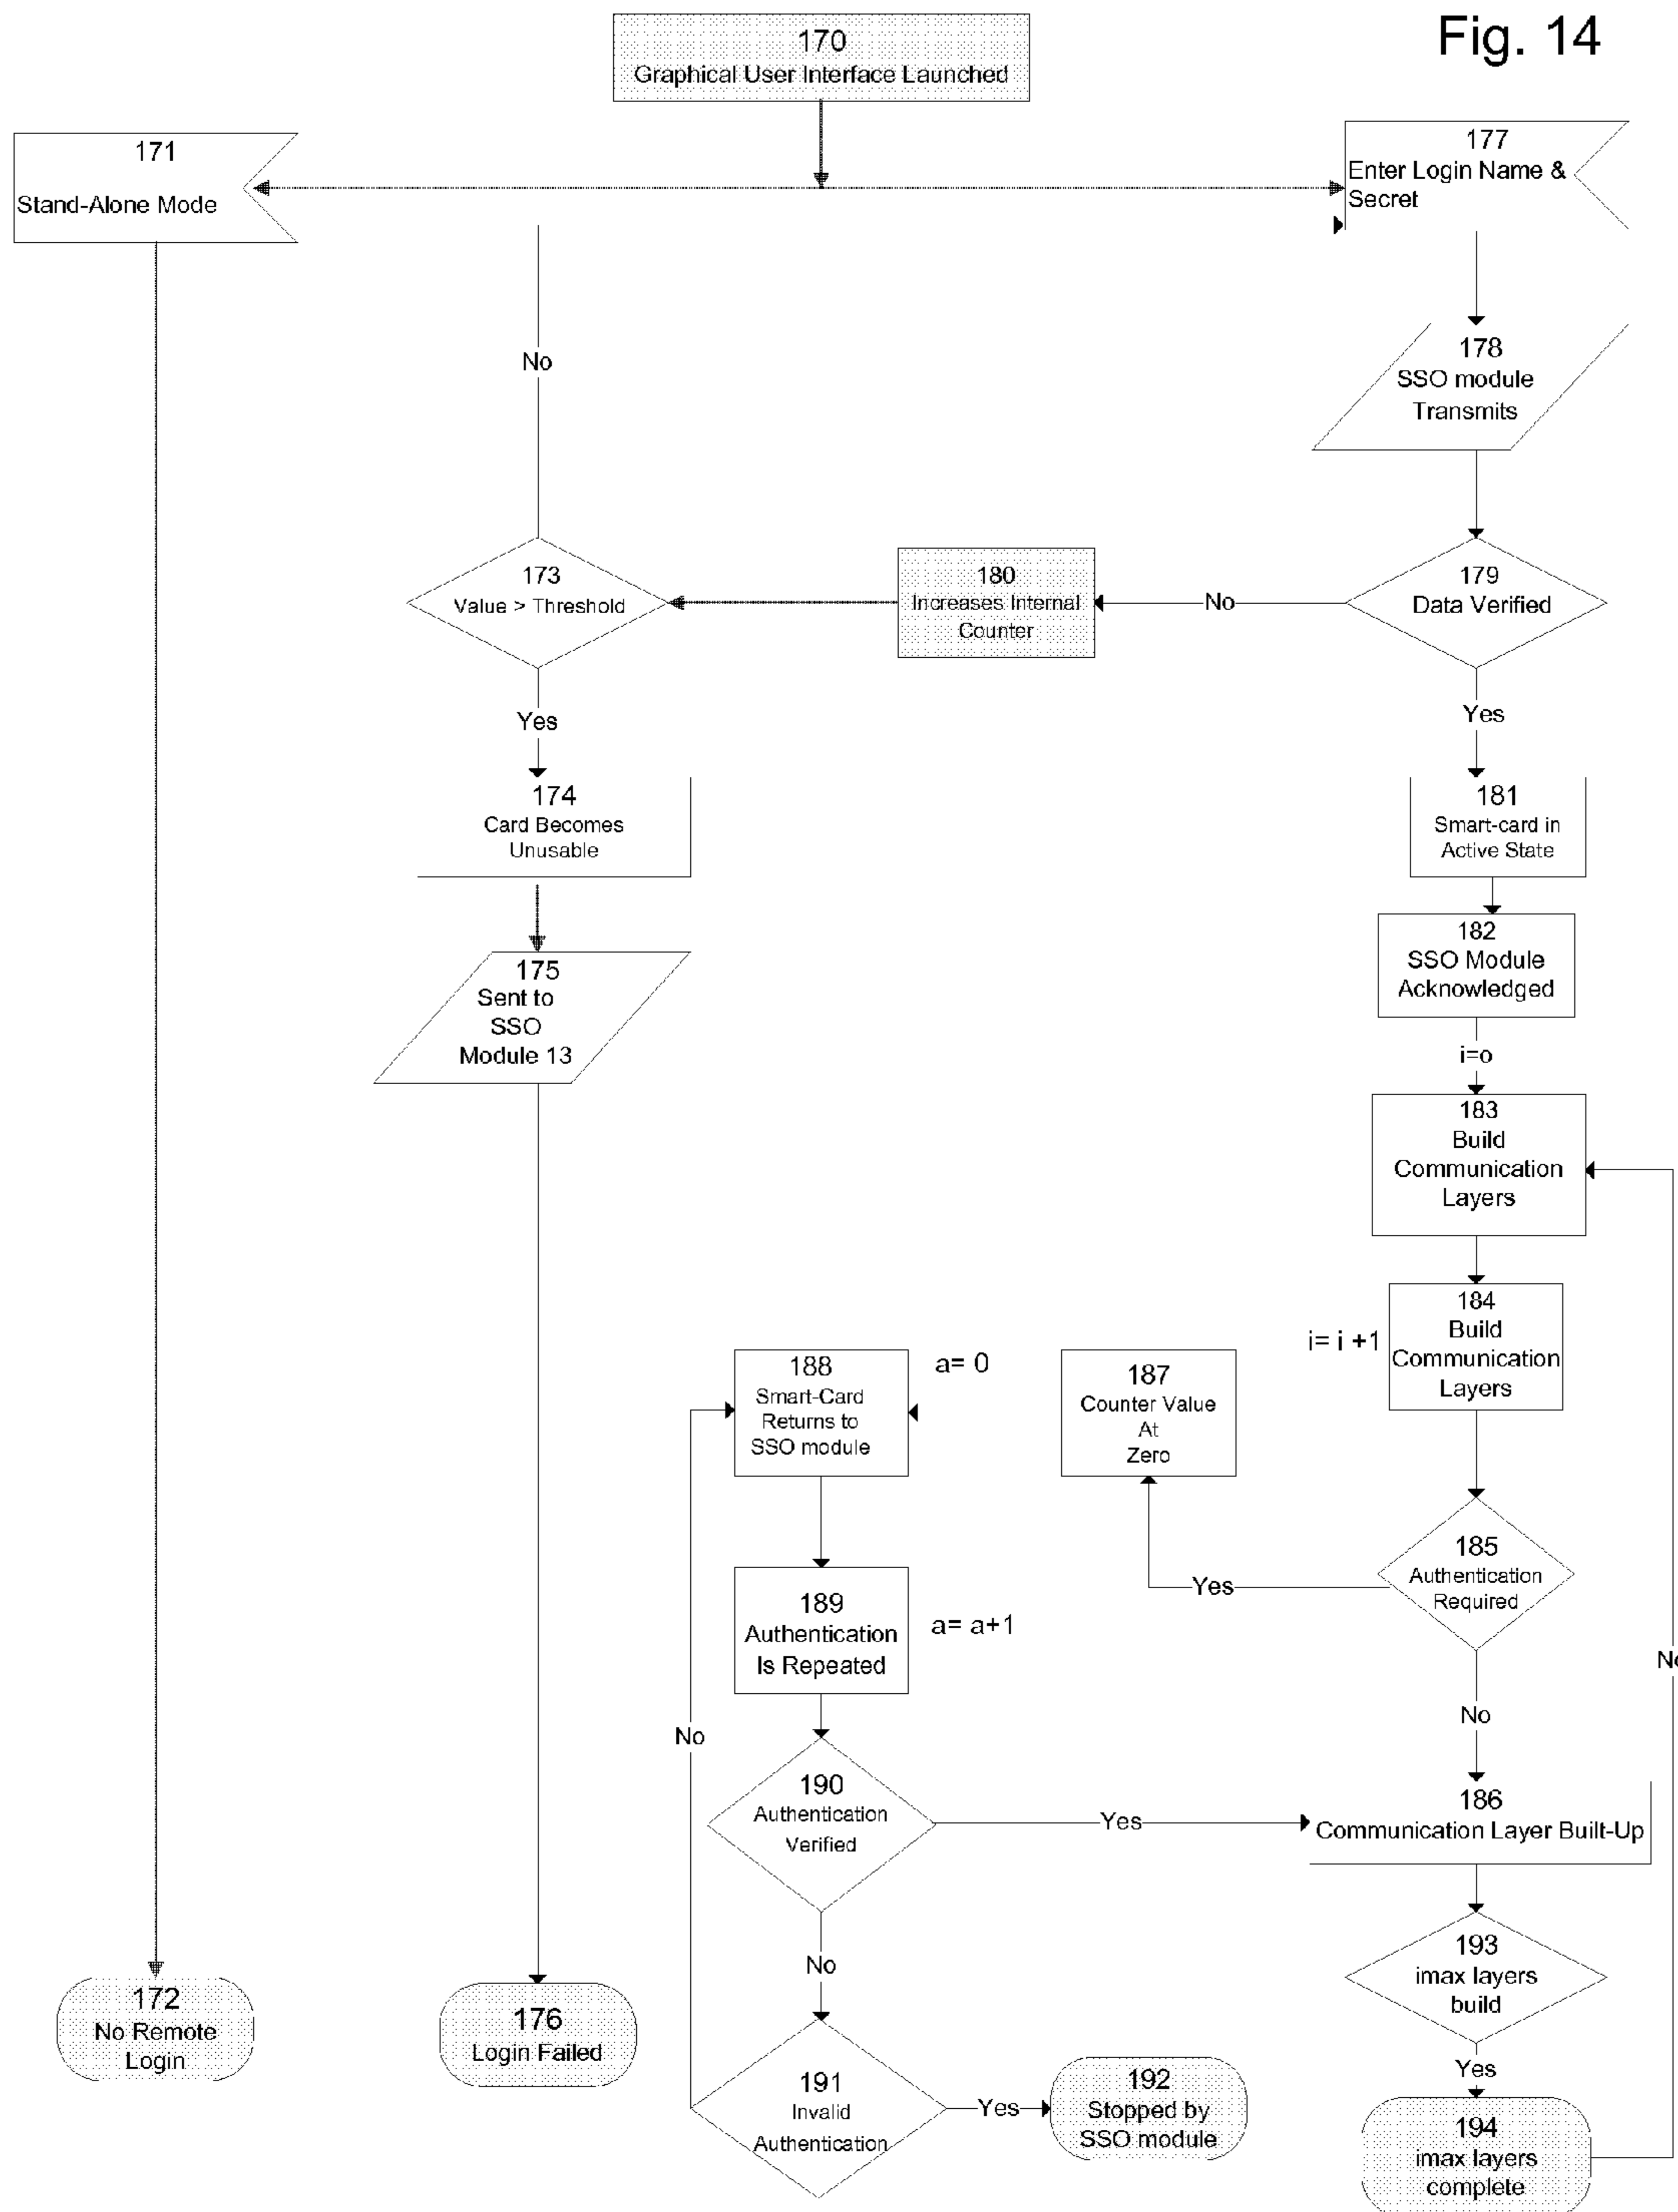 Fig. 14
170
Graphical User Interface Launched
171
Stand-Alone Mode
177
Enter Login Name &
Secret
No
178
SSO module
Transmits
173
Value > Threshold
180
Increases Internal
Counter
No
179
Data Verified
Yes
Yes
174
Card Becomes
Unusable
181
Smart-card in
Active State
175
Sent to
SSO
Module 13
182
SSO Module
Acknowledged
i=o
183
Build
Communication
Layers
184
Build
Communication
Layers
i= i +1
188
Smart-Card
Returns to
SSO module
a= 0
187
Counter Value
At
Zero
185
Authentication
Required
Yes
189
Authentication
Is Repeated
a= a+1
No
No
No
190
Authentication
Verified
Yes
186
Communication Layer Built-Up
No
193
imax layers
build
172
No Remote
Login
176
Login Failed
191
Invalid
Authentication
Yes
192
Stopped by
SSO module
Yes
194
imax layers
complete